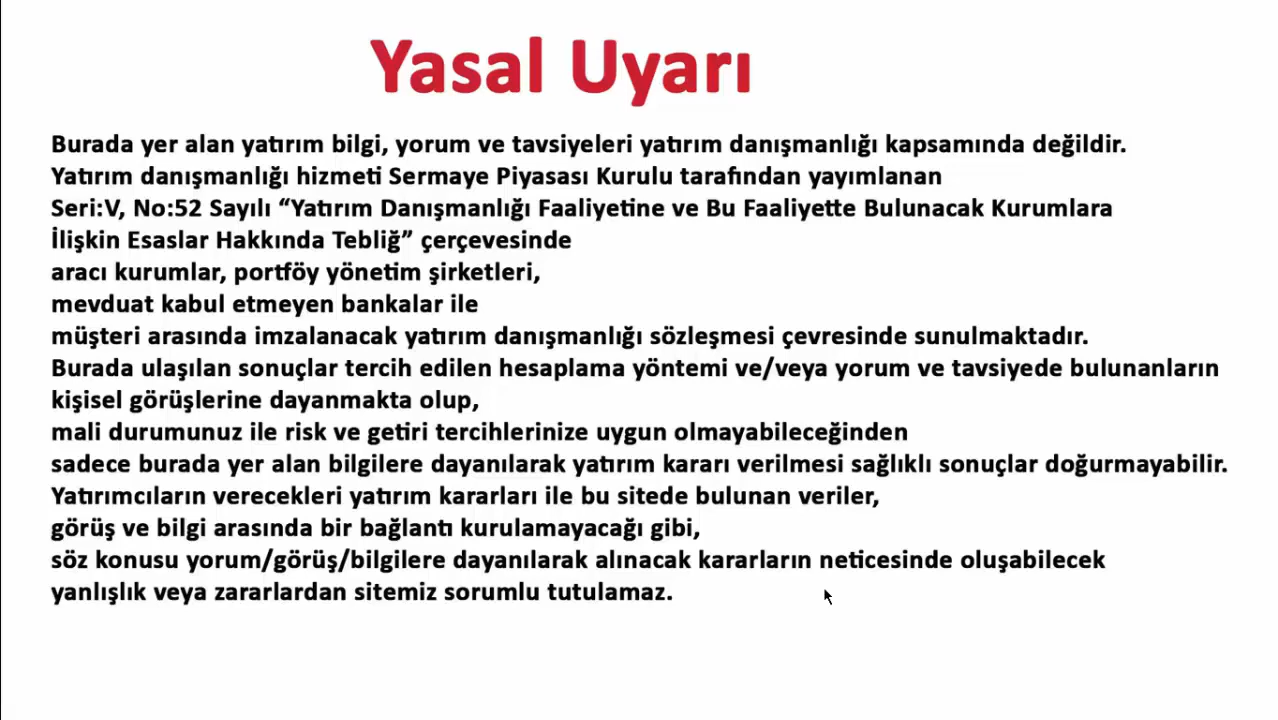 Yasal Uyarı
Burada yer alan yatırım bilgi, yorum ve tavsiyeleri yatırım danışmanlığı kapsamında değildir.
Yatırım danışmanlığı hizmeti Sermaye Piyasası Kurulu tarafından yayımlanan
Seri:V, No:52 Sayılı “Yatırım Danışmanlığı Faaliyetine ve Bu Faaliyette Bulunacak Kurumlara
İlişkin Esaslar Hakkında Tebliğ” çerçevesinde
aracı kurumlar, portföy yönetim şirketleri,
mevduat kabul etmeyen bankalar ile
müşteri arasında imzalanacak yatırım danışmanlığı sözleşmesi çevresinde sunulmaktadır.
Burada ulaşılan sonuçlar tercih edilen hesaplama yöntemi ve/veya yorum ve tavsiyede bulunanların
kişisel görüşlerine dayanmakta olup,
mali durumunuz ile risk ve getiri tercihlerinize uygun olmayabileceğinden
sadece burada yer alan bilgilere dayanılarak yatırım kararı verilmesi sağlıklı sonuçlar doğurmayabilir.
Yatırımcıların verecekleri yatırım kararları ile bu sitede bulunan veriler,
görüş ve bilgi arasında bir bağlantı kurulamayacağı gibi,
söz konusu yorum/görüş/bilgilere dayanılarak alınacak kararların neticesinde oluşabilecek
yanlışlık veya zararlardan sitemiz sorumlu tutulamaz.